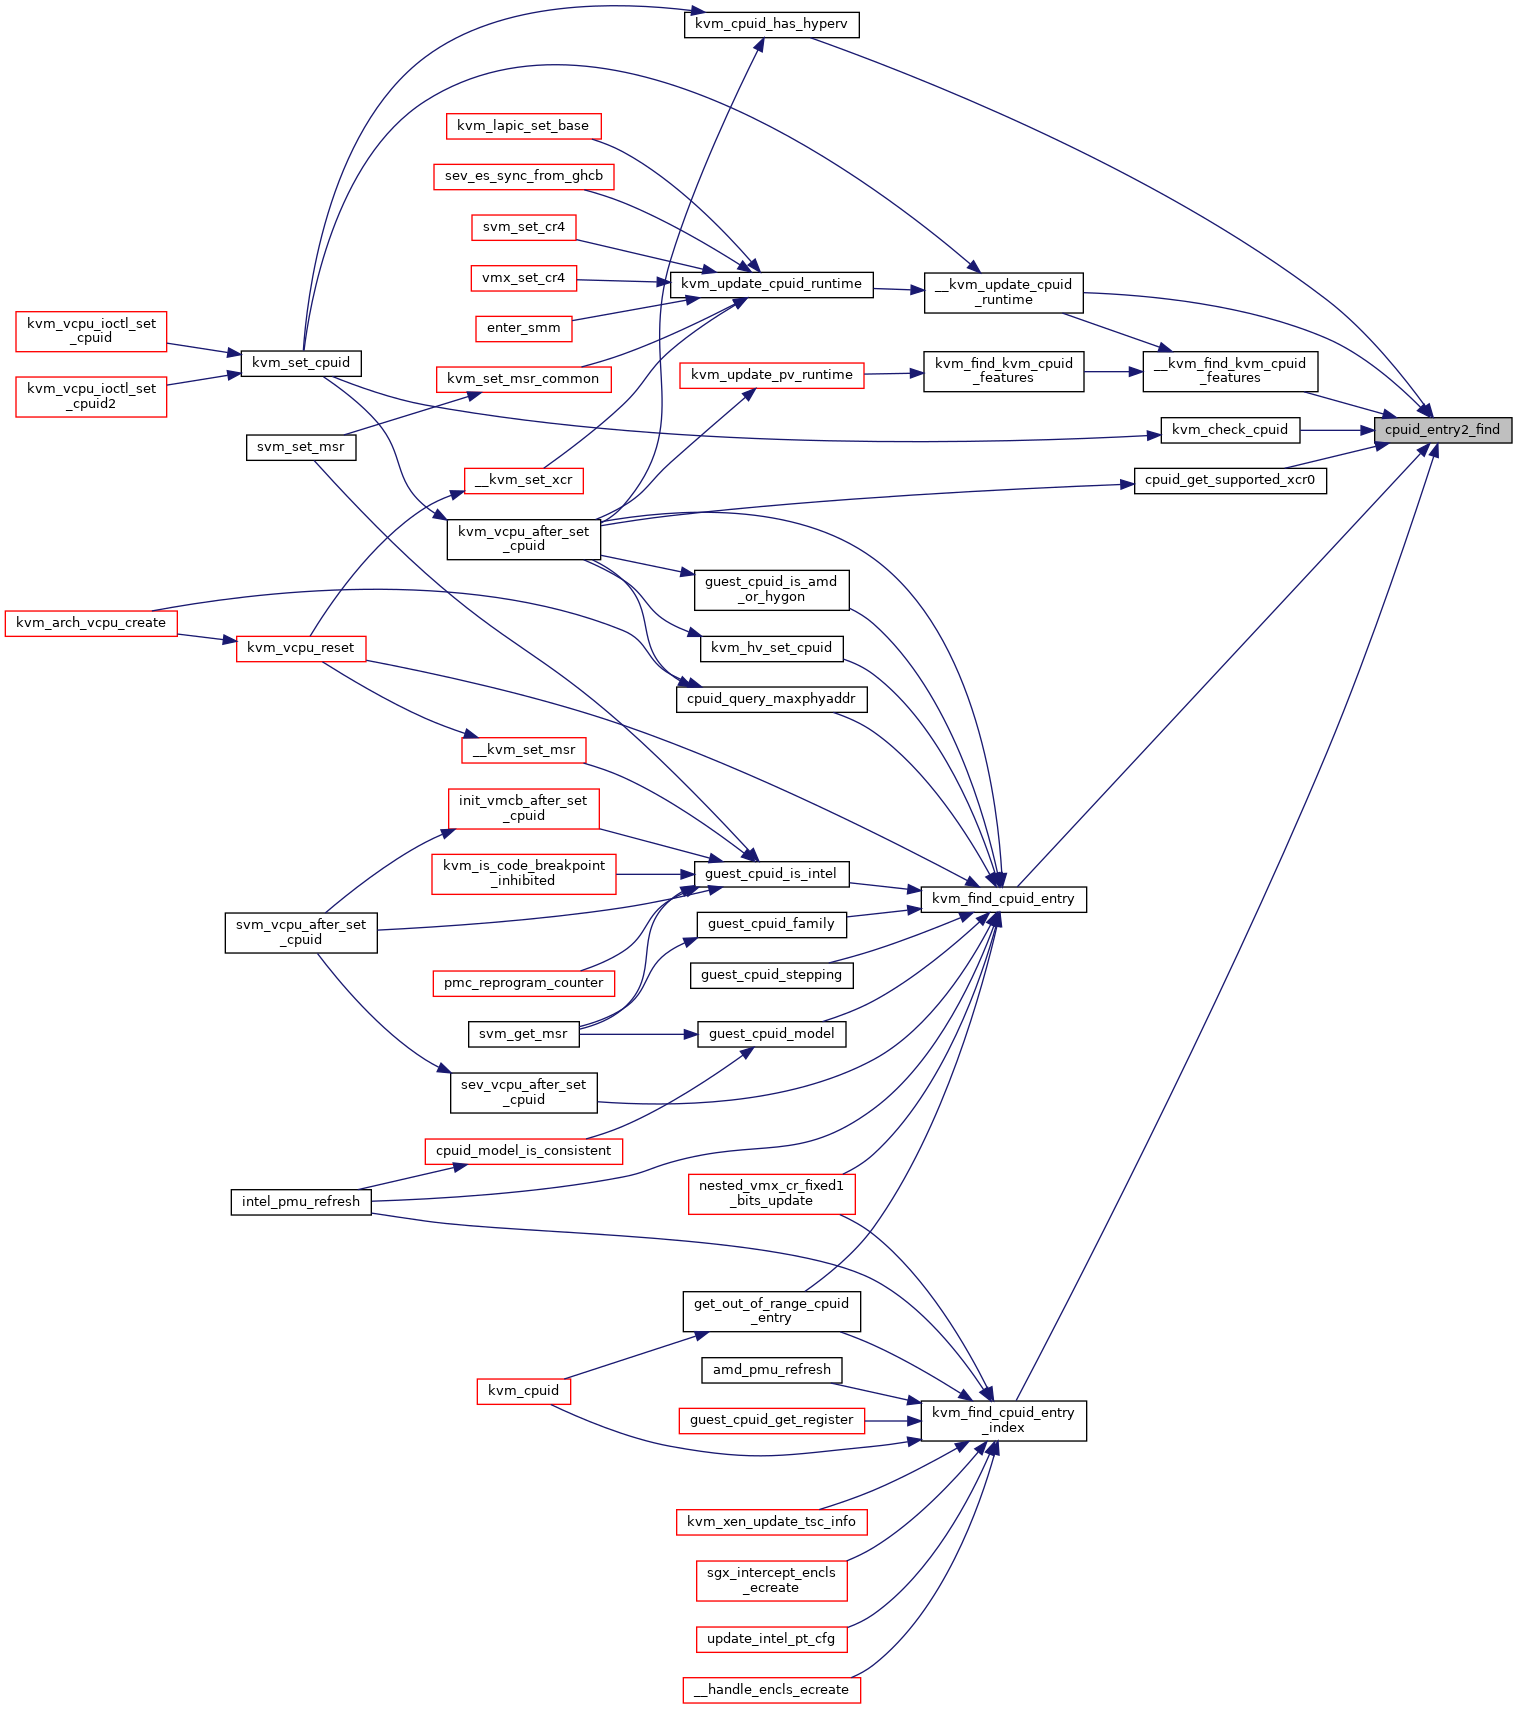 kvm_cpuid_has_hyperv
kvm_lapic_set_base
sev_es_sync_from_ghcb
svm_set_cr4
vmx_set_cr4
kvm_update_cpuid_runtime
__kvm_update_cpuid
_runtime
enter_smm
kvm_vcpu_ioctl_set
_cpuid
kvm_set_cpuid
kvm_vcpu_ioctl_set
_cpuid2
kvm_set_msr_common
kvm_update_pv_runtime
kvm_find_kvm_cpuid
_features
__kvm_find_kvm_cpuid
_features
kvm_check_cpuid
cpuid_entry2_find
svm_set_msr
__kvm_set_xcr
cpuid_get_supported_xcr0
kvm_vcpu_after_set
_cpuid
guest_cpuid_is_amd
_or_hygon
kvm_arch_vcpu_create
kvm_vcpu_reset
kvm_hv_set_cpuid
cpuid_query_maxphyaddr
__kvm_set_msr
init_vmcb_after_set
_cpuid
kvm_is_code_breakpoint
_inhibited
guest_cpuid_is_intel
kvm_find_cpuid_entry
svm_vcpu_after_set
_cpuid
guest_cpuid_family
guest_cpuid_stepping
pmc_reprogram_counter
svm_get_msr
guest_cpuid_model
sev_vcpu_after_set
_cpuid
cpuid_model_is_consistent
intel_pmu_refresh
nested_vmx_cr_fixed1
_bits_update
get_out_of_range_cpuid
_entry
amd_pmu_refresh
kvm_cpuid
guest_cpuid_get_register
kvm_find_cpuid_entry
_index
kvm_xen_update_tsc_info
sgx_intercept_encls
_ecreate
update_intel_pt_cfg
__handle_encls_ecreate